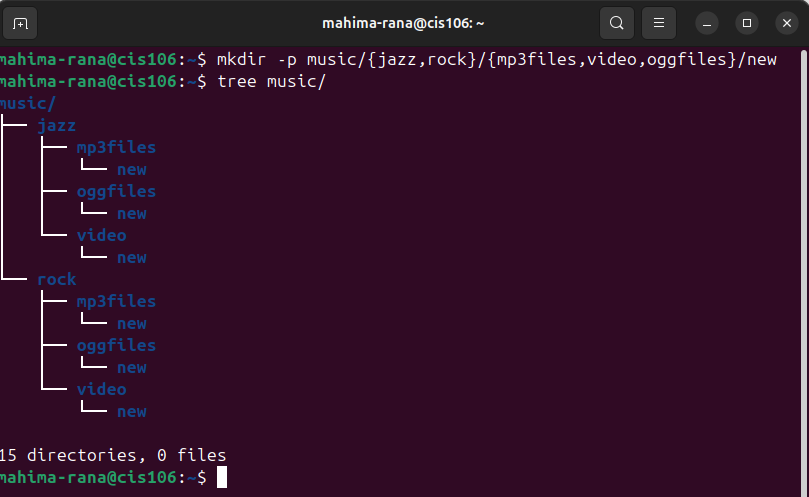 mahima-rana@cis106: ~
mahima-rana@cis106:~$ mkdir -p music/{jazz,rock}/{mp3files,video,oggfiles}/new
mahima-rana@cis106:~$ tree music/
music/
├── jazz
│   ├── mp3files
│   │   └── new
│   ├── oggfiles
│   │   └── new
│   └── video
│       └── new
└── rock
    ├── mp3files
    │   └── new
    ├── oggfiles
    │   └── new
    └── video
        └── new
15 directories, 0 files
mahima-rana@cis106:~$